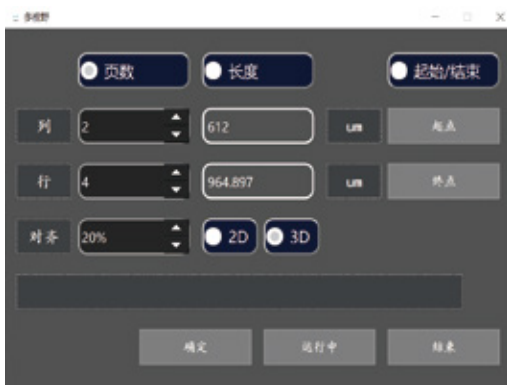 多视野
页数 长度 起始/结束
列 2 612 um 起点
行 4 964.897 um 终点
对齐 20% 2D 3D
确定 运行中 结束